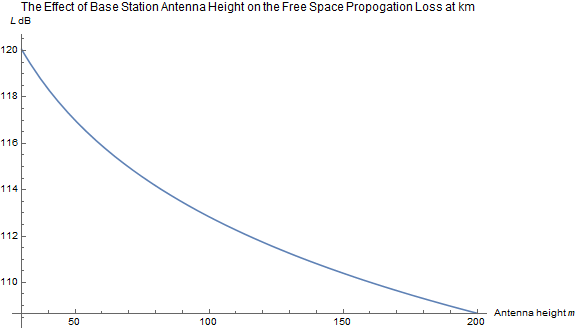 The Effect of Base Station Antenna Height on the Free Space Propogation Loss at km
L dB
120
118
116
114
112
110
50 100 150 200 Antenna height m